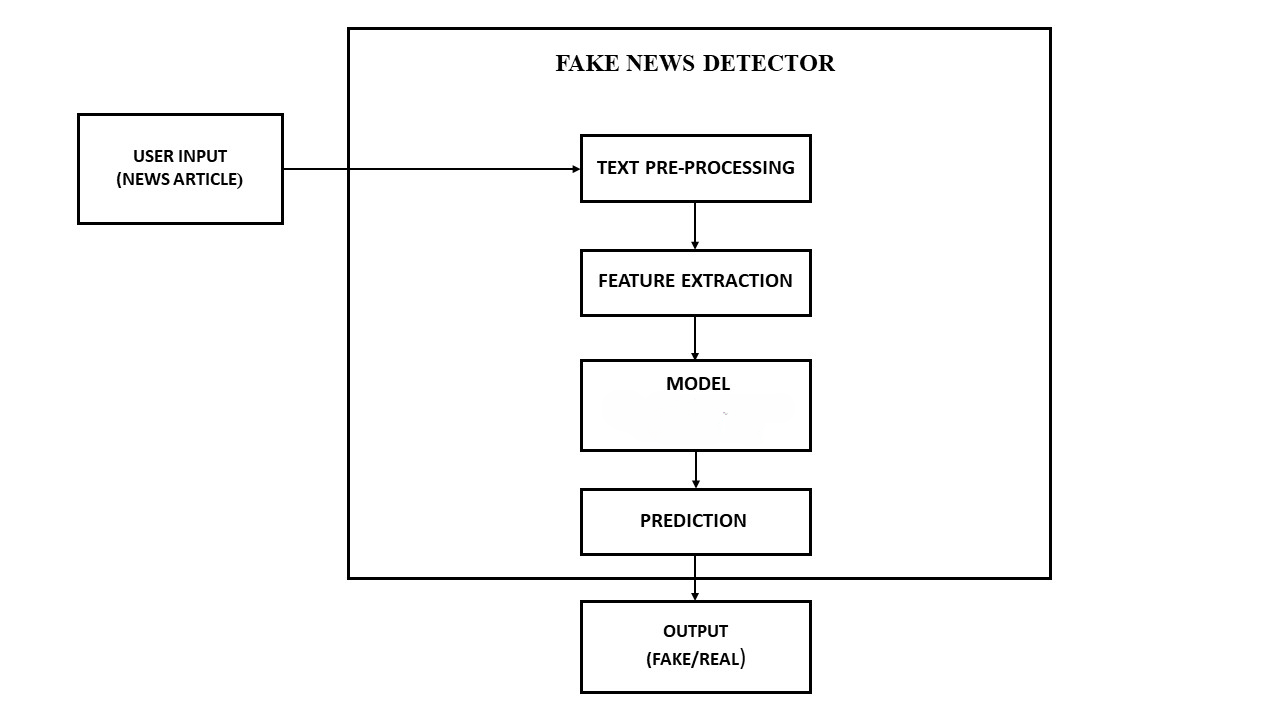 FAKE NEWS DETECTOR
USER INPUT
(NEWS ARTICLE)
TEXT PRE-PROCESSING
FEATURE EXTRACTION
MODEL
PREDICTION
OUTPUT
(FAKE/REAL)